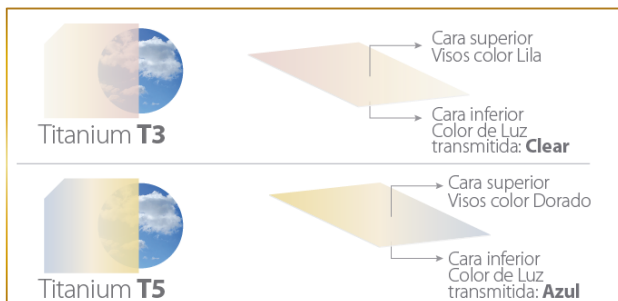 Cara superior
Visos color Lila
Cara inferior
Color de Luz
transmitida: Clear
Titanium T3
Cara superior
Visos color Dorado
Cara inferior
Color de Luz
transmitida: Azul
Titanium T5